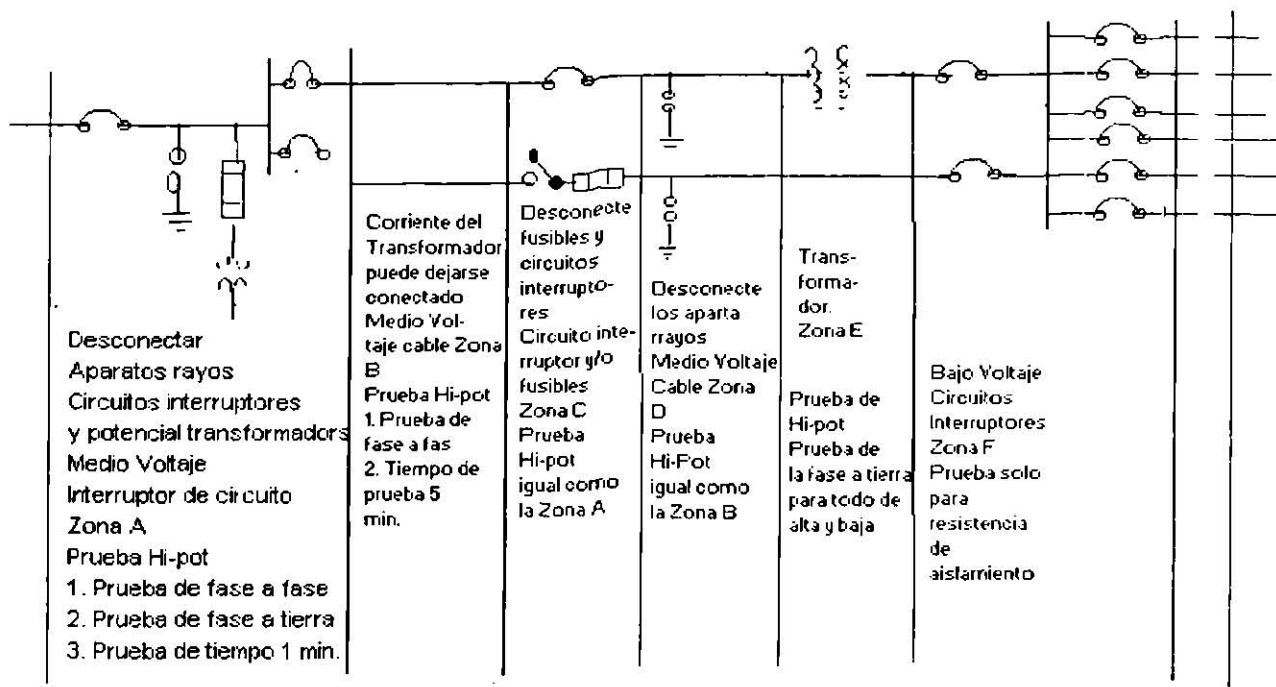 Desconectar
Aparatos rayos
Circuitos interruptores
y potencial transformadors
Medio Voltaje
Interruptor de circuito
Zona A
Prueba Hi-pot
1. Prueba de fase a fase
2. Prueba de fase a tierra
3. Prueba de tiempo 1 min.
Corriente del
Transformador
puede dejarse
conectado
Medio Vol-
taje cable Zona
B
Prueba Hi-pot
1. Prueba de
fase a fas
2. Tiempo de
prueba 5
min.
Desconecte
fusibles y
circuitos
interrupto-
res
Circuito inte-
rruptor y/o
fusibles
Zona C
Prueba
Hi-pot
igual como
la Zona A
Desconecte
los aparta
rrayos
Medio Voltaje
Cable Zona
D
Prueba
Hi-Pot
igual como
la Zona B
Trans-
forma-
dor.
Zona E
Prueba de
Hi-pot
Prueba de
la fase a tierra
para todo de
alta y baja
Bajo Voltaje
Circuitos
Interruptores
Zona F
Prueba solo
para
resistencia
de
aislamiento